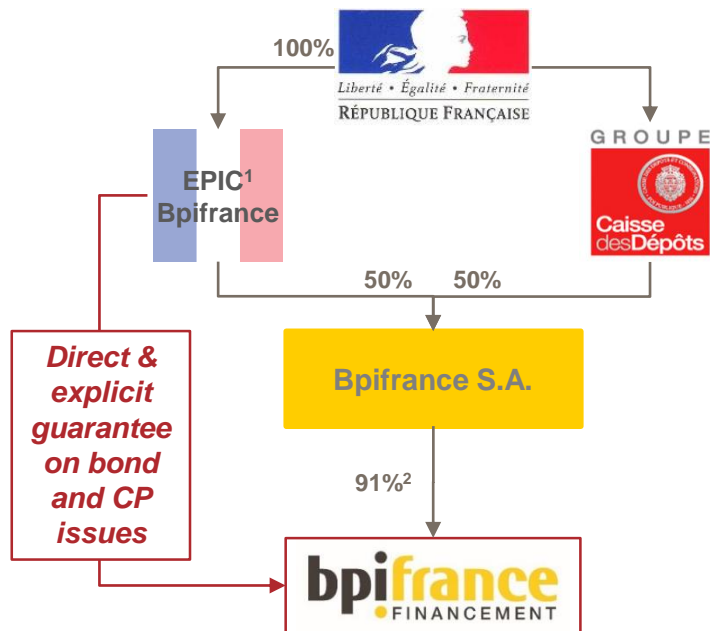 100%
Liberté • Égalité • Fraternité
RÉPUBLIQUE FRANÇAISE
GROUPE
Caisse
desDépôts
EPIC¹
Bpifrance
50%
50%
Direct &
explicit
guarantee
on bond
and CP
issues
Bpifrance S.A.
91%²
bpifrance
FINANCEMENT